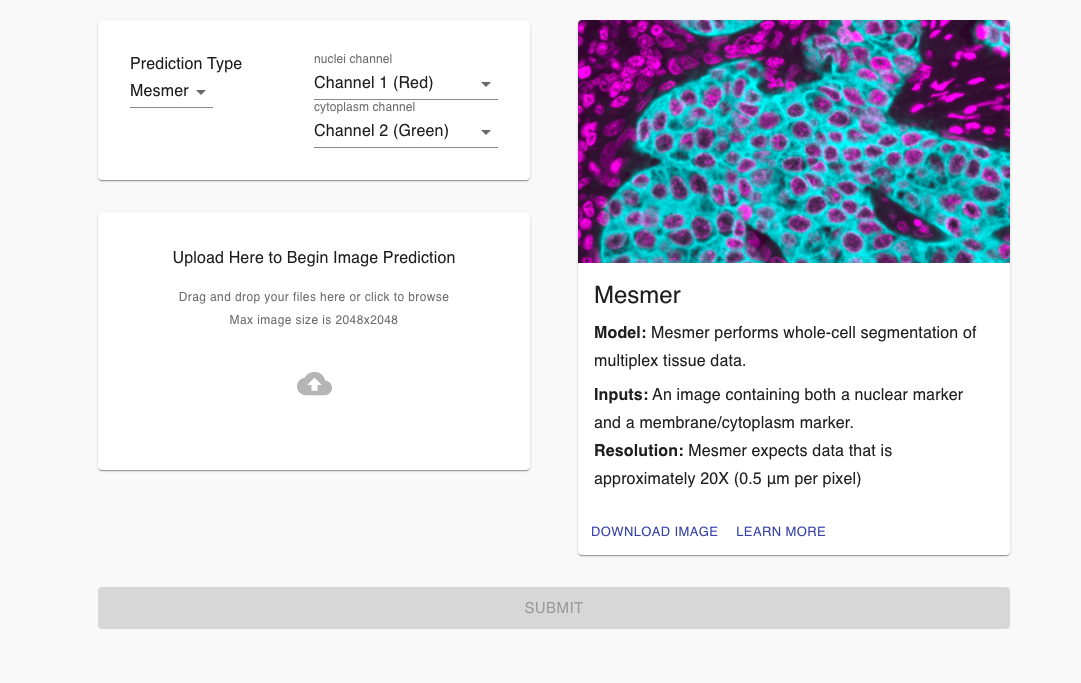 Prediction Type
Mesmer
nuclei channel
Channel 1 (Red)
cytoplasm channel
Channel 2 (Green)
Upload Here to Begin Image Prediction
Drag and drop your files here or click to browse
Max image size is 2048x2048
Mesmer
Model: Mesmer performs whole-cell segmentation of
multiplex tissue data.
Inputs: An image containing both a nuclear marker
and a membrane/cytoplasm marker.
Resolution: Mesmer expects data that is
approximately 20X (0.5 μm per pixel)
DOWNLOAD IMAGE LEARN MORE
SUBMIT